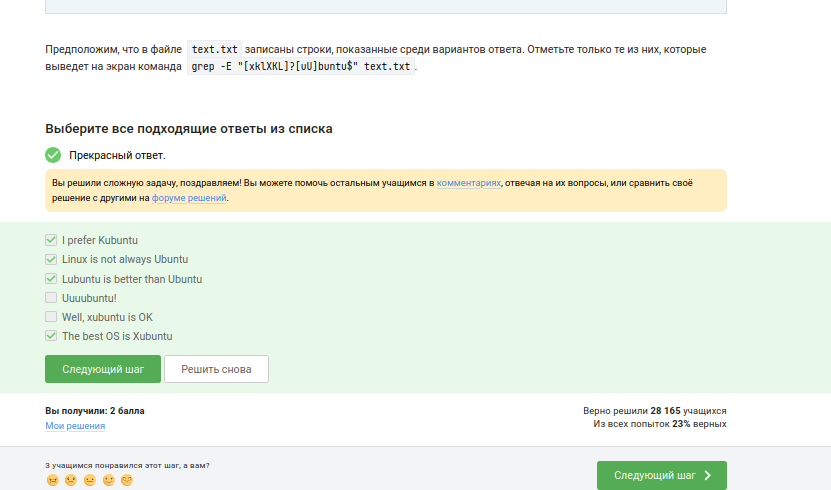 Предположим, что в файле text.txt записаны строки, показанные среди вариантов ответа. Отметьте только те из них, которые
выведет на экран команда grep -E "[xklXKL]?[uU]buntu$" text.txt.
Выберите все подходящие ответы из списка
Прекрасный ответ.
Вы решили сложную задачу, поздравляем! Вы можете помочь остальным учащимся в комментариях, отвечая на их вопросы, или сравнить своё
решение с другими на форуме решений.
I prefer Kubuntu
Linux is not always Ubuntu
Lubuntu is better than Ubuntu
Uuuubuntu!
Well, xubuntu is OK
The best OS is Xubuntu
Следующий шаг Решить снова
Вы получили: 2 балла
Мои решения
Верно решили 28 165 учащихся
Из всех попыток 23% верных
3 учащимся понравился этот шаг, а вам?
Следующий шаг